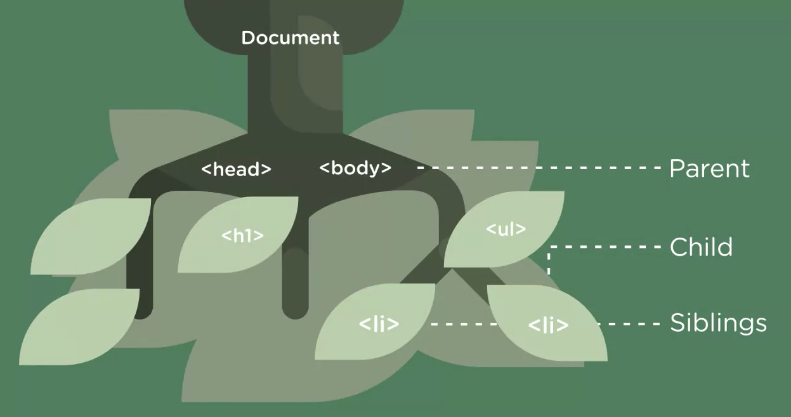 Document
<head>
<body>
Parent
<h1>
<ul>
Child
<li>
<li>
Siblings